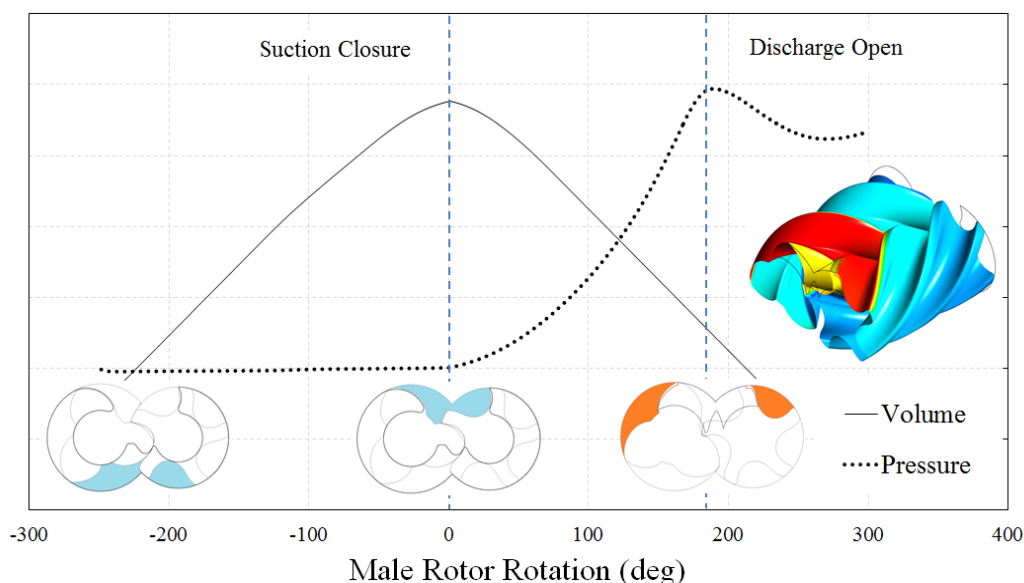 Suction Closure
Discharge Open
Volume
Pressure
-300 -200 -100 0 100 200 300 400
Male Rotor Rotation (deg)